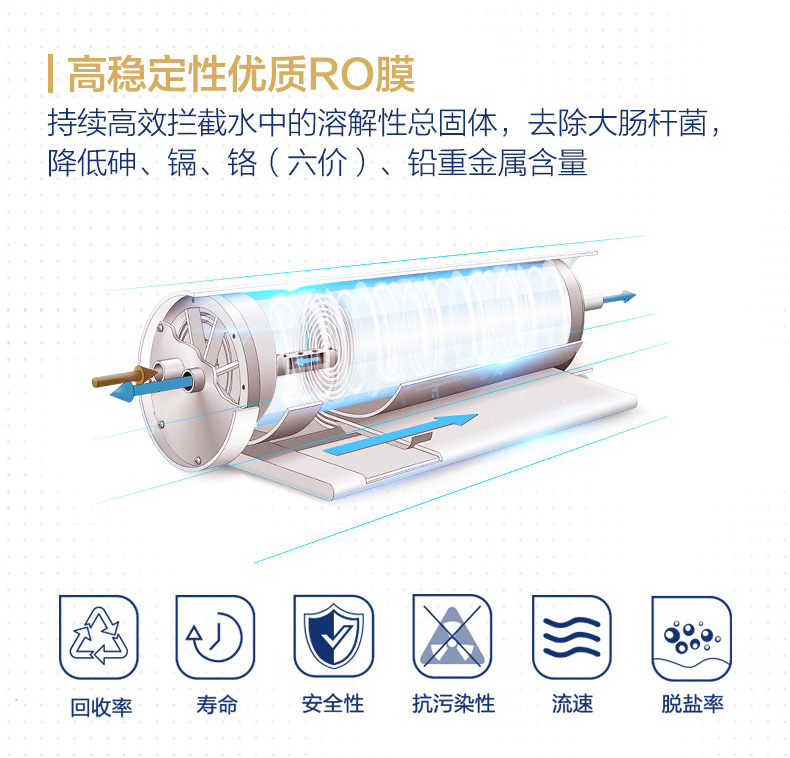 高稳定性优质RO膜
持续高效拦截水中的溶解性总固体，去除大肠杆菌，
降低砷、镉、铬（六价）、铅重金属含量
回收率
寿命
安全性
抗污染性
流速
脱盐率